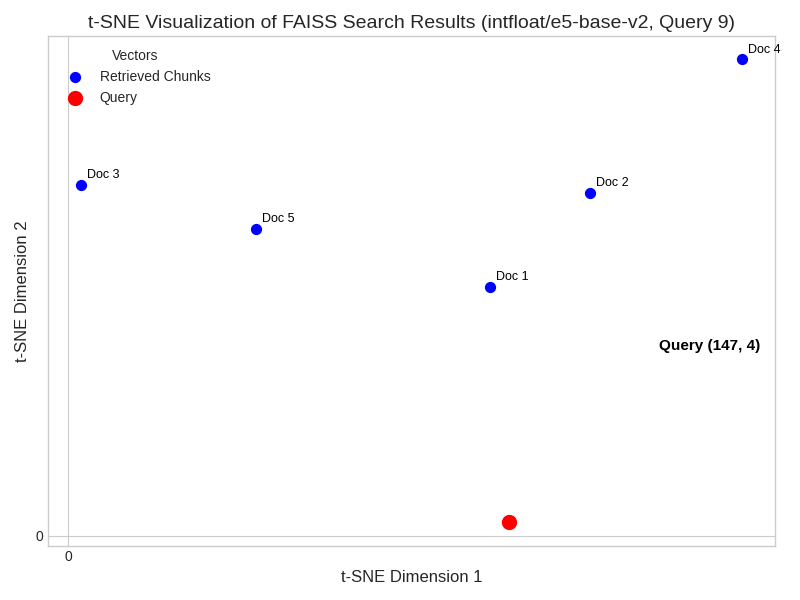 t-SNE Visualization of FAISS Search Results (intfloat/e5-base-v2, Query 9)
Vectors
Retrieved Chunks
Query
Doc 4
Doc 3
Doc 2
Doc 5
Doc 1
Query (147, 4)
t-SNE Dimension 2
0
0
t-SNE Dimension 1